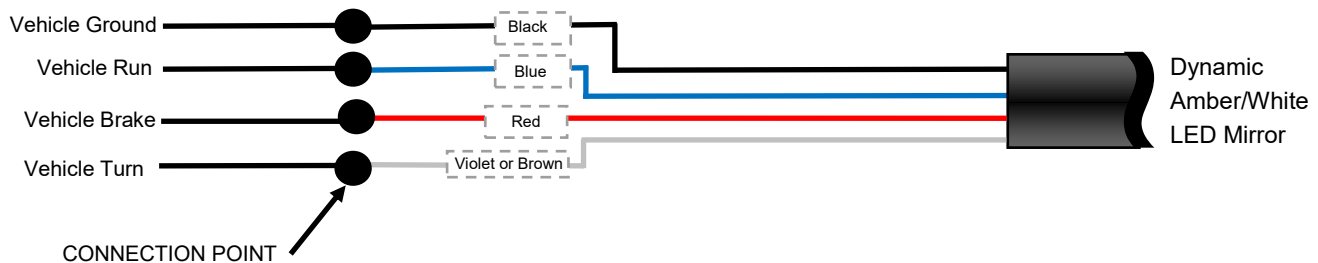 Vehicle Ground
Black
Vehicle Run
Blue
Vehicle Brake
Red
Vehicle Turn
Violet or Brown
Dynamic
Amber/White
LED Mirror
CONNECTION POINT